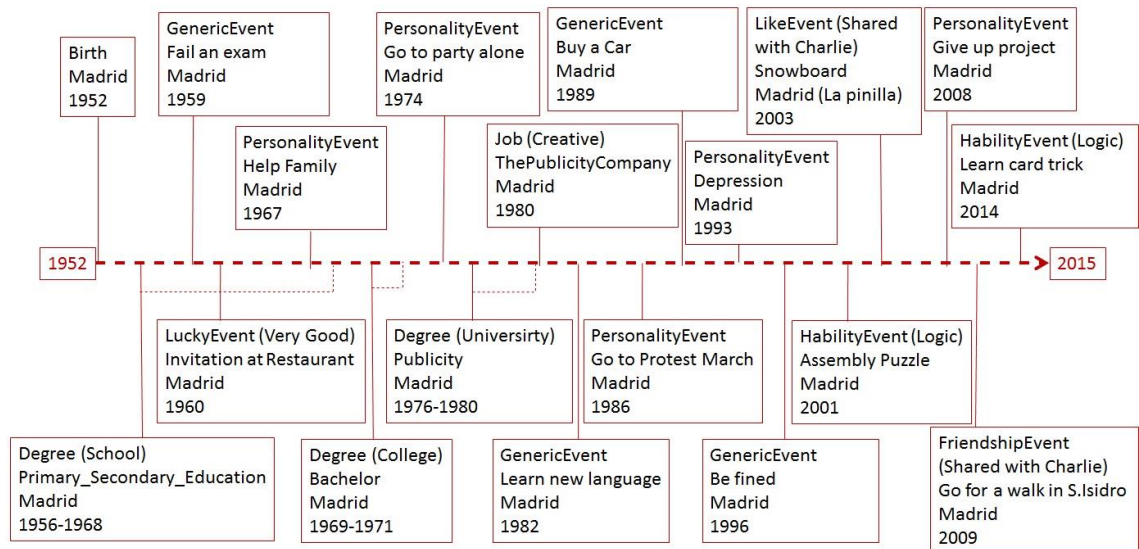 Birth
Madrid
1952
GenericEvent
Fail an exam
Madrid
1959
PersonalityEvent
Help Family
Madrid
1967
PersonalityEvent
Go to party alone
Madrid
1974
Job (Creative)
ThePublicityCompany
Madrid
1980
GenericEvent
Buy a Car
Madrid
1989
PersonalityEvent
Depression
Madrid
1993
LikeEvent (Shared
with Charlie)
Snowboard
Madrid (La pinilla)
2003
PersonalityEvent
Give up project
Madrid
2008
HabilityEvent (Logic)
Learn card trick
Madrid
2014
1952
2015
Degree (School)
Primary_Secondary_Education
Madrid
1956-1968
LuckyEvent (Very Good)
Invitation at Restaurant
Madrid
1960
Degree (College)
Bachelor
Madrid
1969-1971
Degree (Universirty)
Publicity
Madrid
1976-1980
GenericEvent
Learn new language
Madrid
1982
PersonalityEvent
Go to Protest March
Madrid
1986
GenericEvent
Be fined
Madrid
1996
HabilityEvent (Logic)
Assembly Puzzle
Madrid
2001
FriendshipEvent
(Shared with Charlie)
Go for a walk in S.Isidro
Madrid
2009